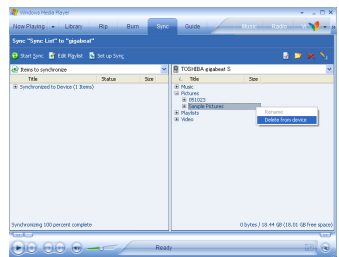 Windows Media Player
Now Playing Library Rip Burn Sync Guide Music Radio
Sync "Sync List" to "gigabeat"
Start Sync Edit Playlist Set up Sync
Items to synchronize
TOSHIBA gigabeat S
Title Status Size
Title Size
Synchronized to Device (1 Items)
Music
Pictures
051023
Sample Pictures
Playlists
Video
Rename
Delete from device
Synchronizing 100 percent complete
0 bytes / 18.44 GB (18.01 GB free space)
Ready